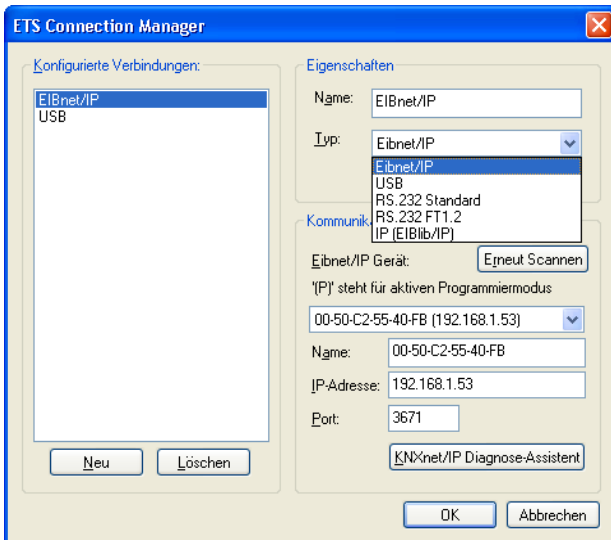 ETS Connection Manager
Konfigurierte Verbindungen:
EIBnet/IP
USB
Neu
Löschen
Eigenschaften
Name:
EIBnet/IP
Typ:
Eibnet/IP
Eibnet/IP
USB
RS.232 Standard
RS.232 FT1.2
IP (EIBlib/IP)
Kommunik
Eibnet/IP Gerät:
Erneut Scannen
'(P)' steht für aktiven Programmiermodus
00-50-C2-55-40-FB (192.168.1.53)
Name:
00-50-C2-55-40-FB
IP-Adresse:
192.168.1.53
Port:
3671
KNXnet/IP Diagnose-Assistent
OK
Abbrechen